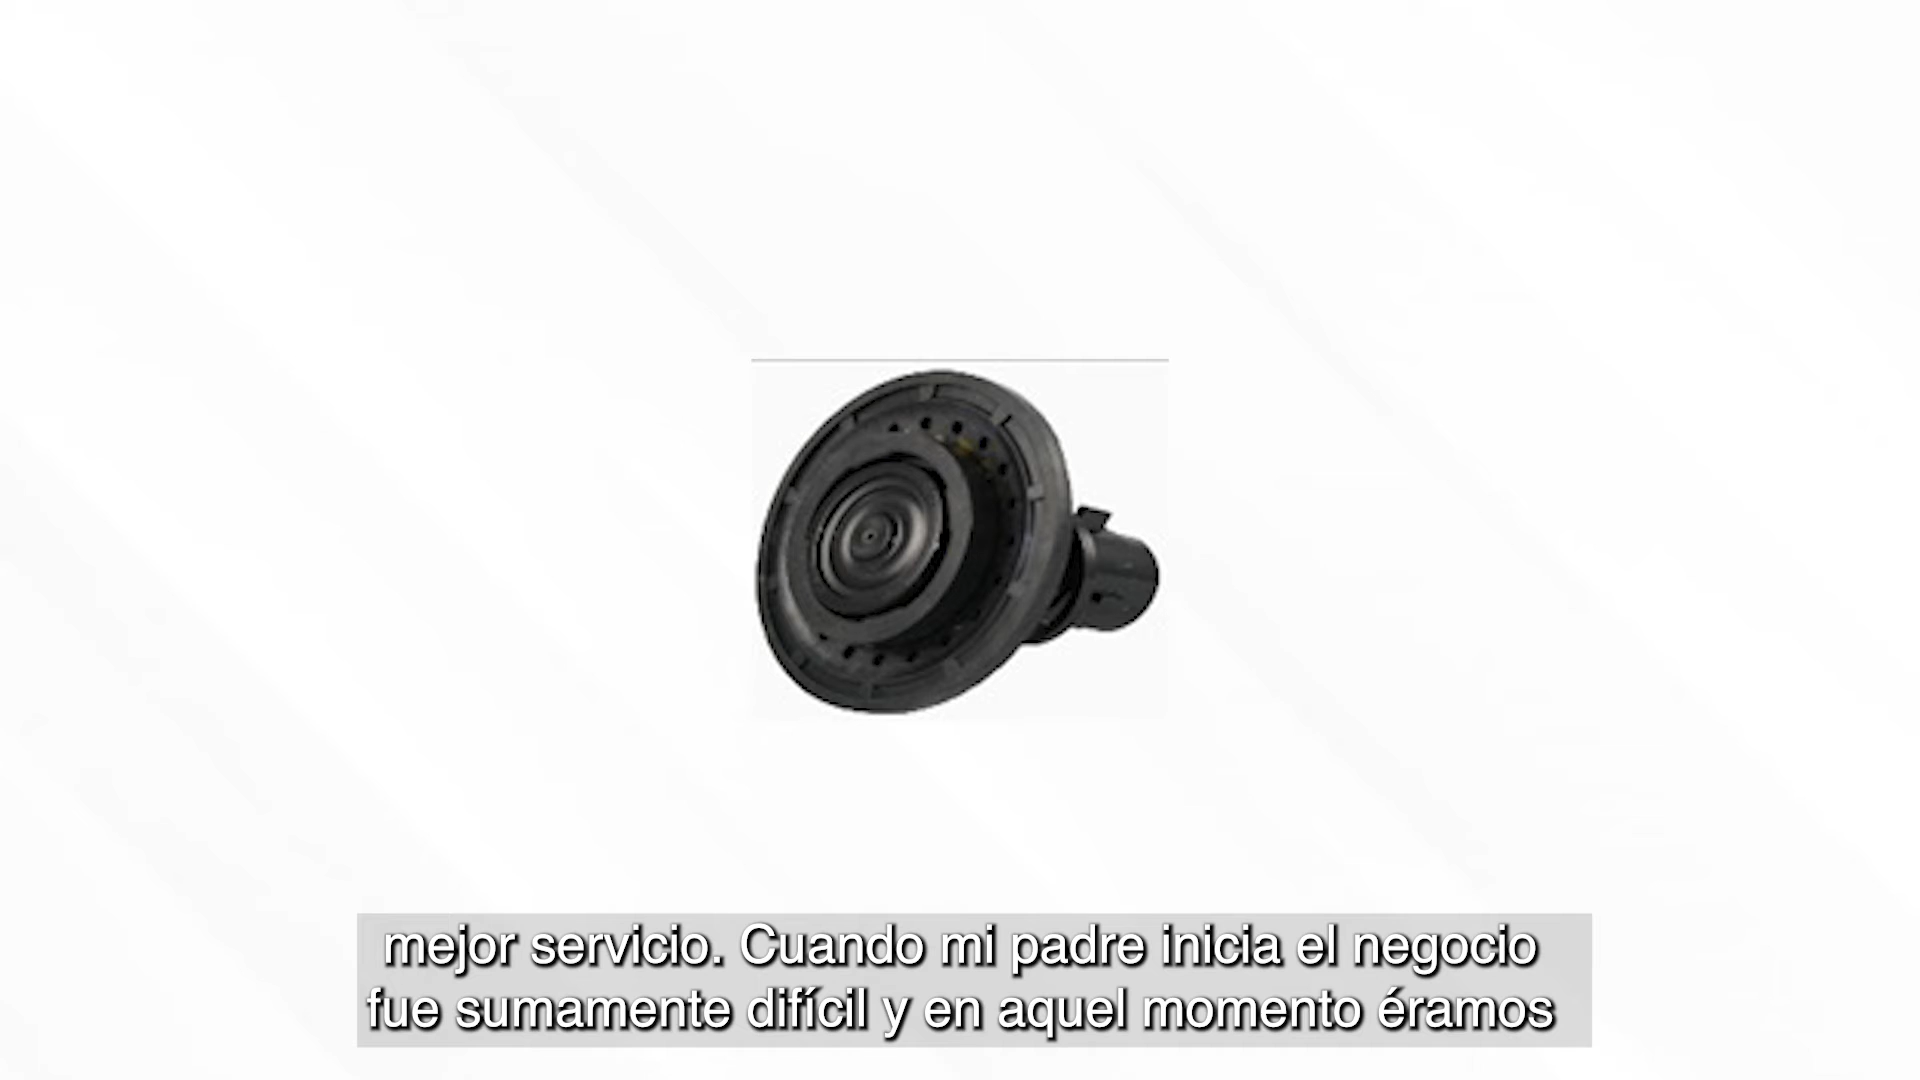 mejor servicio. Cuando mi padre inicia el negocio
fue sumamente difícil y en aquel momento éramos